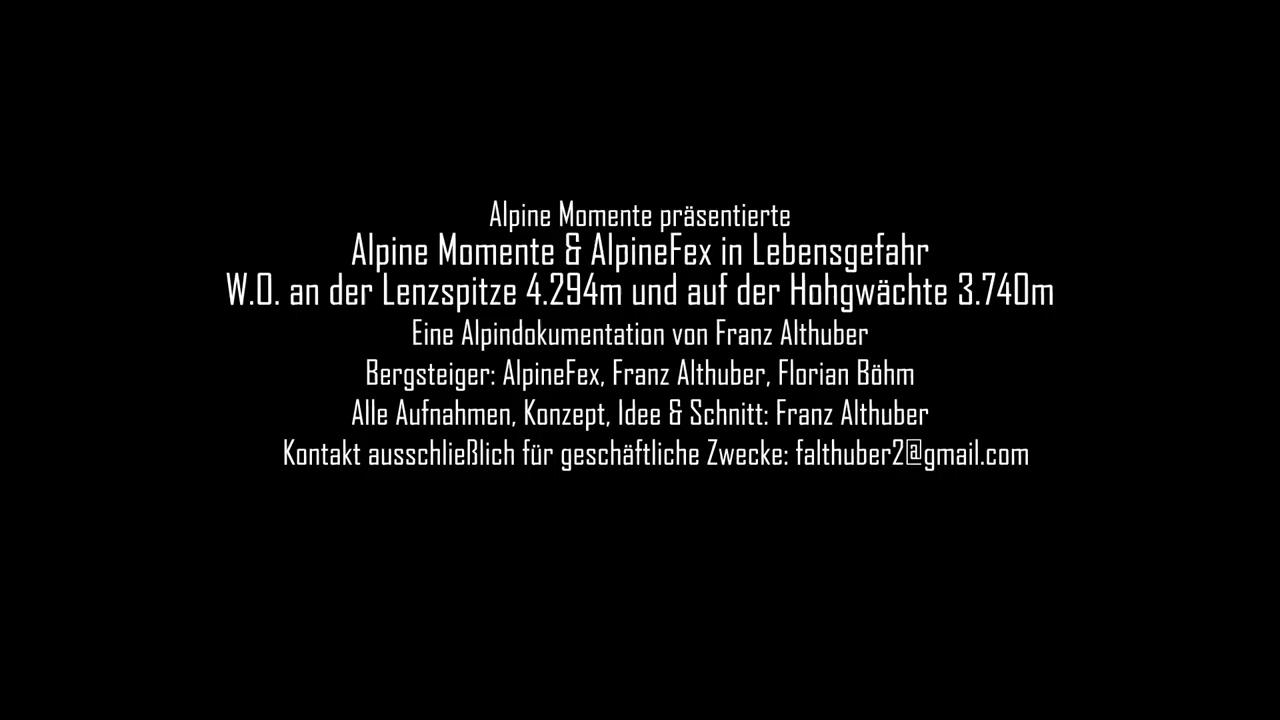 Alpine Momente präsentierte
Alpine Momente & AlpineFex in Lebensgefahr
W.O. an der Lenzspitze 4.294m und auf der Hohgwächte 3.740m
Eine Alpindokumentation von Franz Althuber
Bergsteiger: AlpineFex, Franz Althuber, Florian Böhm
Alle Aufnahmen, Konzept, Idee & Schnitt: Franz Althuber
Kontakt ausschließlich für geschäftliche Zwecke: falthuber2@gmail.com